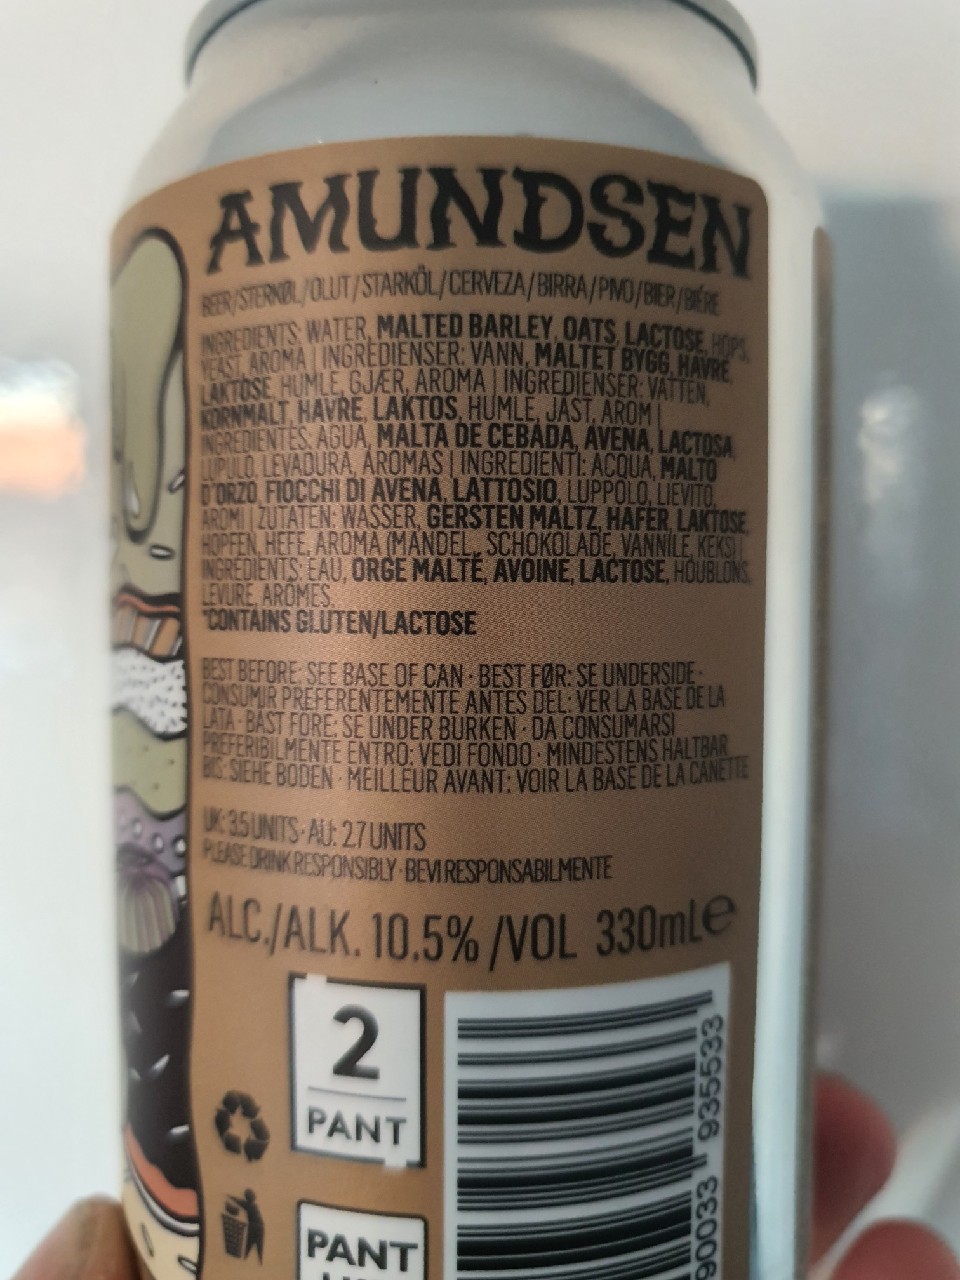 AMUNDSEN
BEER/STERKØL/OLUT/STARKÖL/CERVEZA/BIRRA/PIVO/BIER/BIÈRE
INGREDIENTS: WATER, MALTED BARLEY, OATS, LACTOSE, HOPS,
YEAST, AROMA | INGREDIENSER: VANN, MALTET BYGG, HAVRE,
LAKTOSE, HUMLE, GJÆR, AROMA | INGREDIENSER: VATTEN,
KORNMALT, HAVRE, LAKTOS, HUMLE, JÄST, AROM |
INGREDIENTES: AGUA, MALTA DE CEBADA, AVENA, LACTOSA,
LUPULO, LEVADURA, AROMAS | INGREDIENTI: ACQUA, MALTO
D'ORZO, FIOCCHI DI AVENA, LATTOSIO, LUPPOLO, LIEVITO,
AROMI | ZUTATEN: WASSER, GERSTEN MALTZ, HAFER, LAKTOSE,
HOPFEN, HEFE, AROMA (MANDEL, SCHOKOLADE, VANNILE, KEKS) |
INGREDIENTS: EAU, ORGE MALTÉ, AVOINE, LACTOSE, HOUBLONS,
LEVURE, AROMES.
*CONTAINS GLUTEN/LACTOSE
BEST BEFORE: SEE BASE OF CAN · BEST FØR: SE UNDERSIDE ·
CONSUMIR PREFERENTEMENTE ANTES DEL: VER LA BASE DE LA
LATA · BÄST FÖRE: SE UNDER BURKEN · DA CONSUMARSI
PREFERIBILMENTE ENTRO: VEDI FONDO · MINDESTENS HALTBAR
BIS: SIEHE BODEN · MEILLEUR AVANT: VOIR LA BASE DE LA CANETTE
UK: 3.5 UNITS · AU: 2.7 UNITS
PLEASE DRINK RESPONSIBLY · BEVI RESPONSABILMENTE
ALC./ALK. 10.5% /VOL 330mL℮
2
PANT
PANT
90033 935533